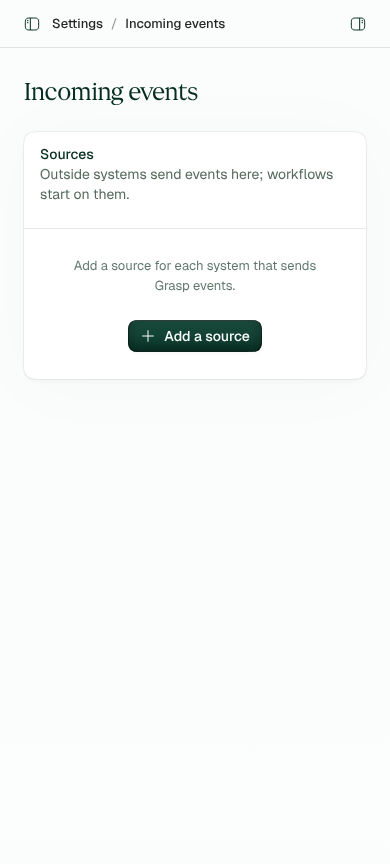 Settings / Incoming events
Incoming events
Sources
Outside systems send events here; workflows
start on them.
Add a source for each system that sends
Grasp events.
Add a source